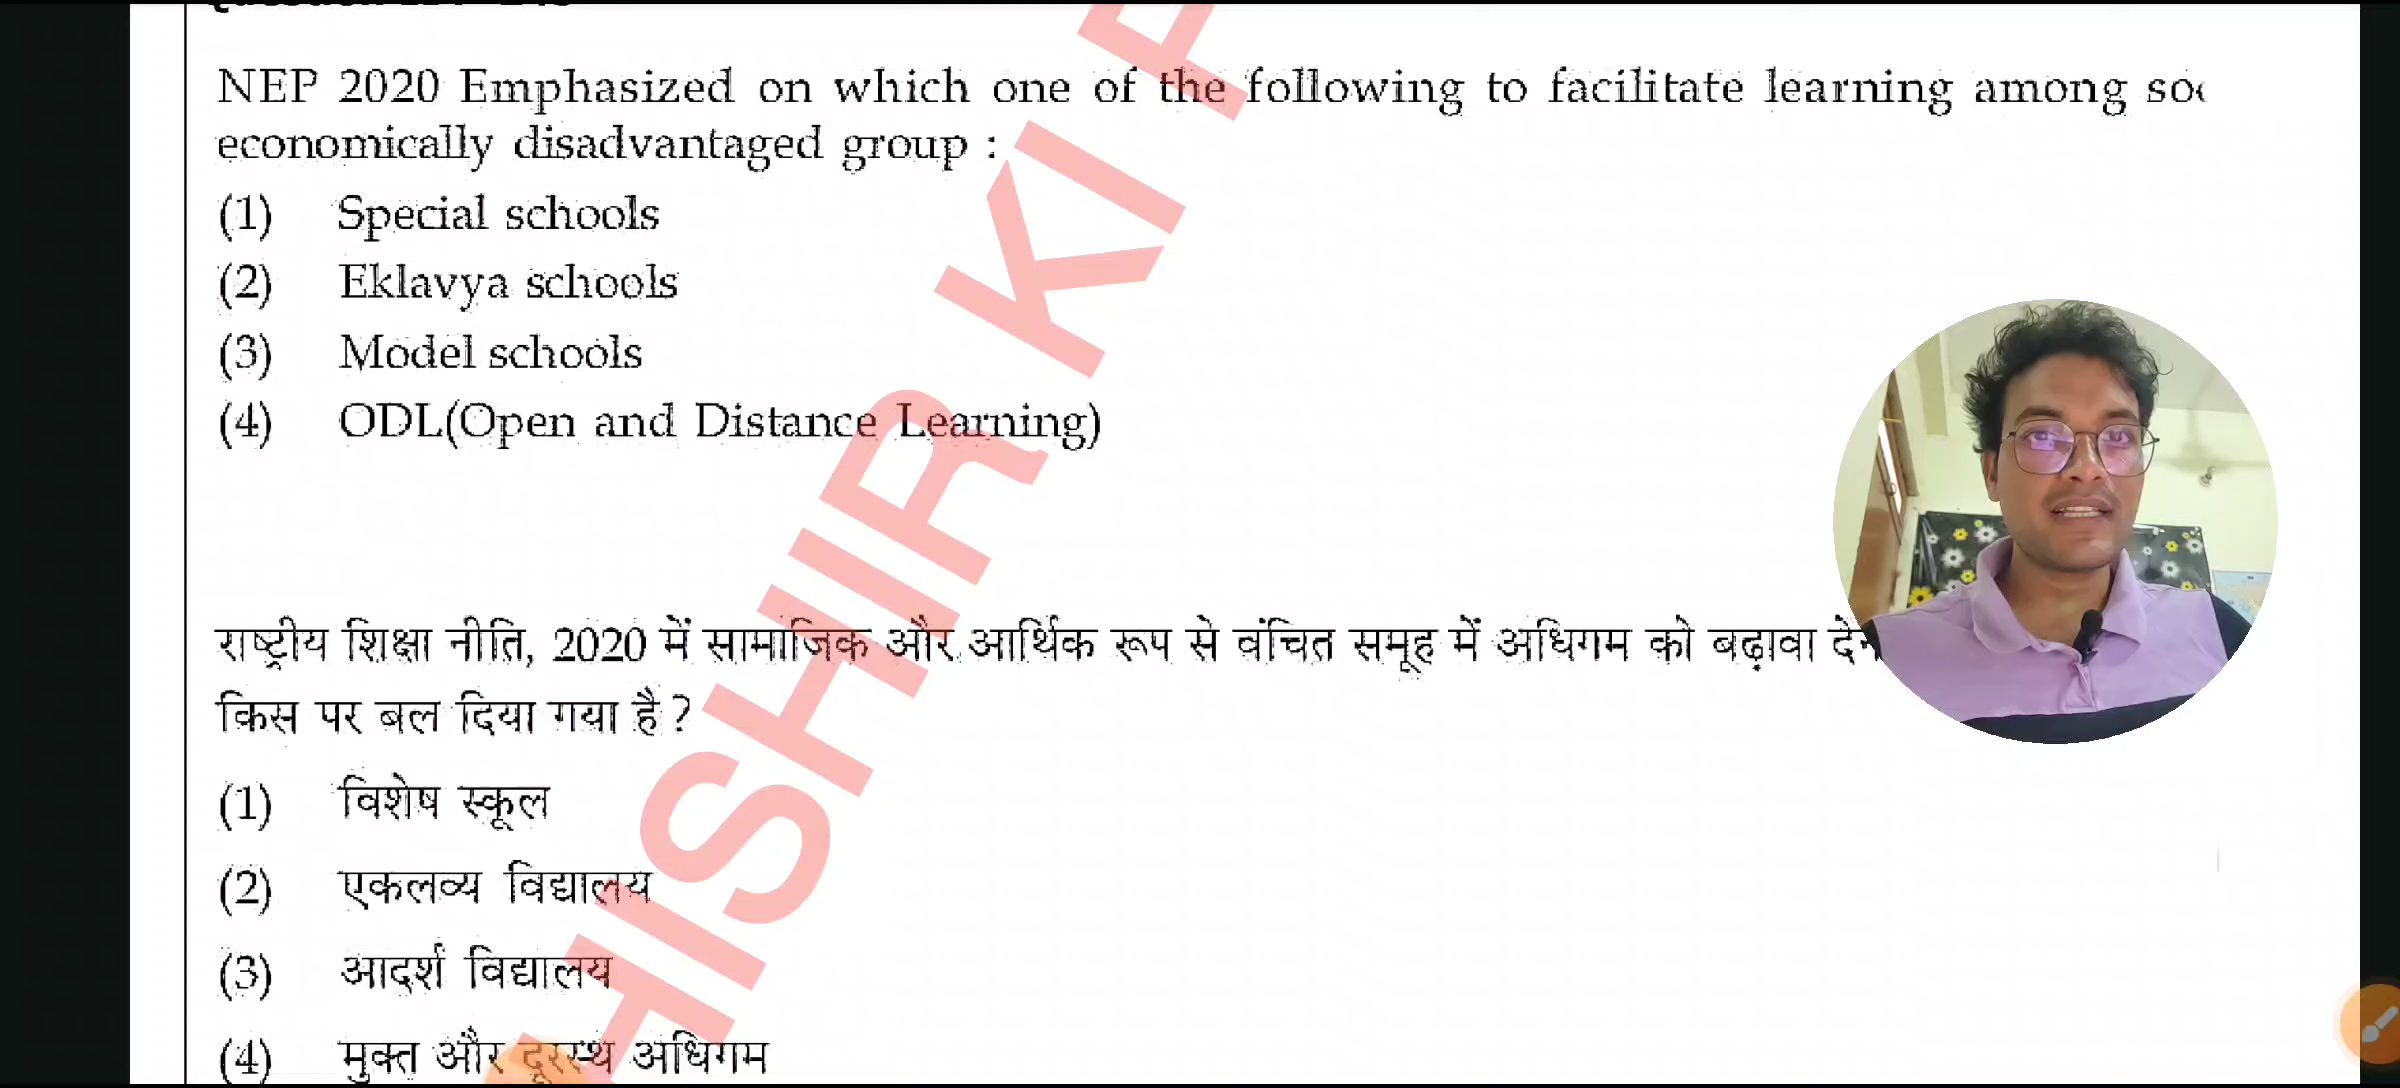 NEP 2020 Emphasized on which one of the following to facilitate learning among
economically disadvantaged group :
(1) Special schools
(2) Eklavya schools
(3) Model schools
(4) ODL(Open and Distance Learning)
राष्ट्रीय शिक्षा नीति, 2020 में सामाजिक और आर्थिक रूप से वंचित समूह में अधिगम को बढ़ावा
किस पर बल दिया गया है ?
(1) विशेष स्कूल
(2) एकलव्य विद्यालय
(3) आदर्श विद्यालय
(4) मुक्त और दूरस्थ अधिगम
HISHIR KI